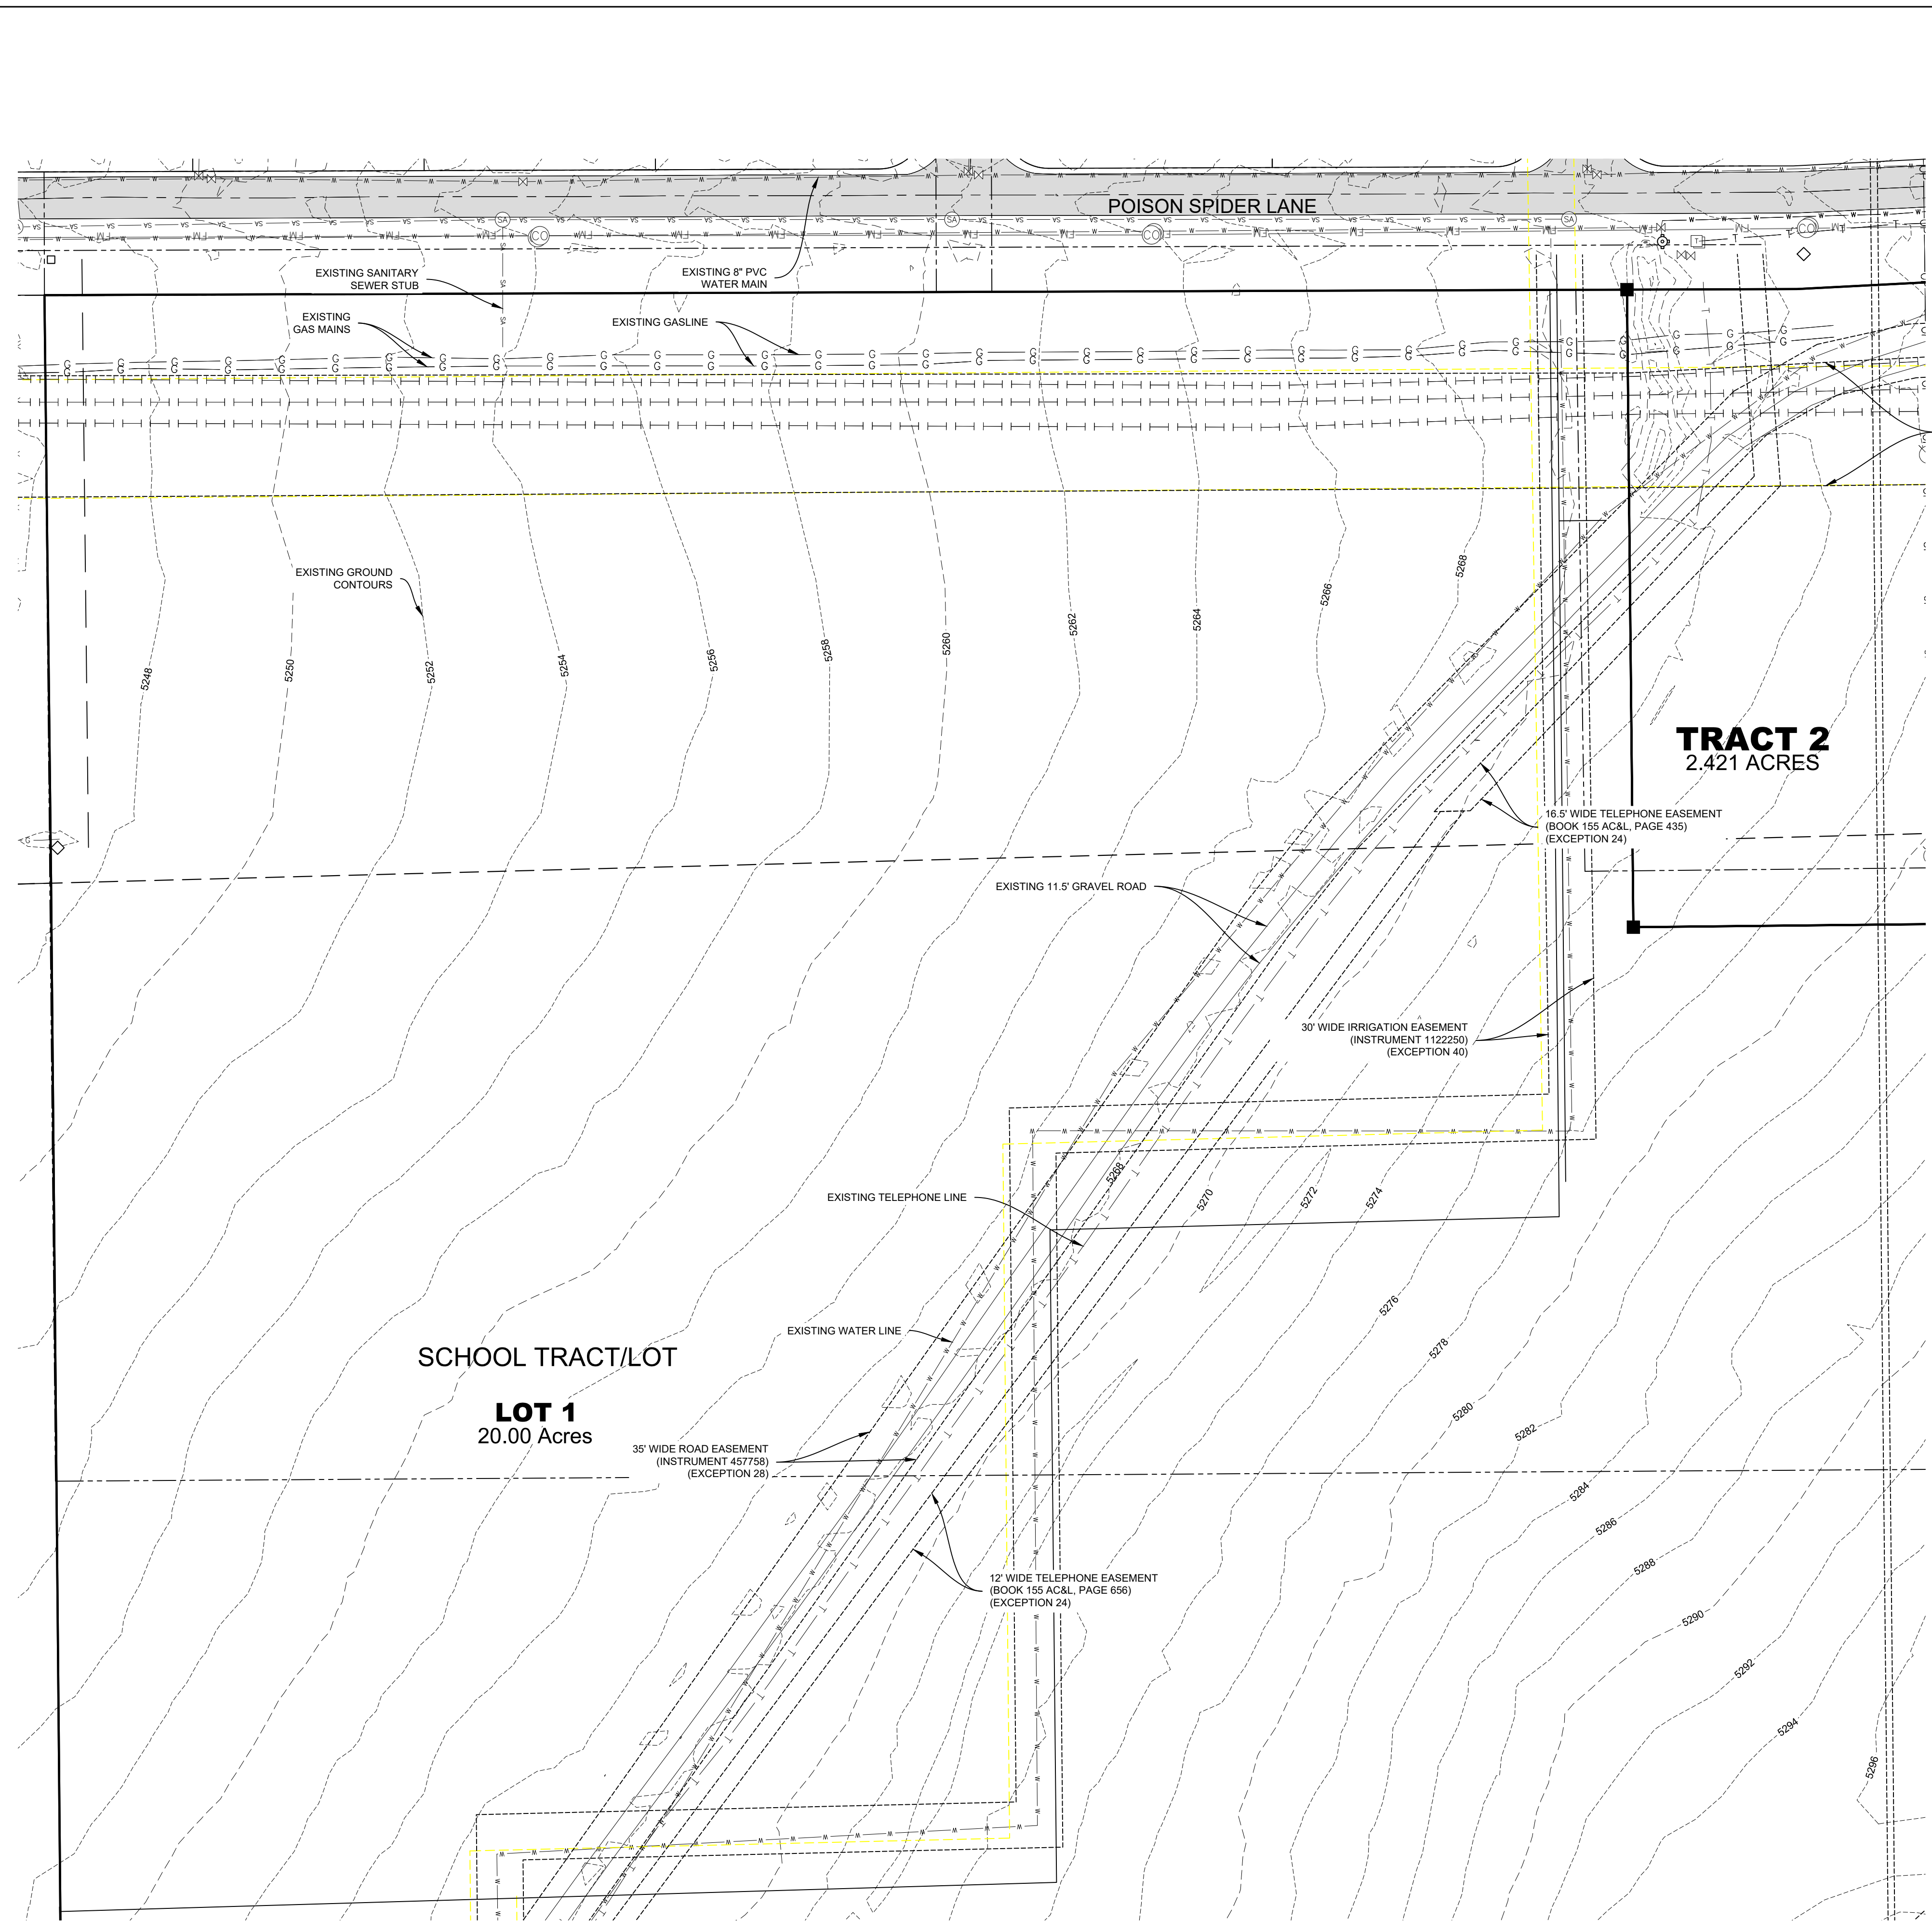 POISON SPIDER LANE
EXISTING SANITARY
SEWER STUB
EXISTING 8" PVC
WATER MAIN
EXISTING
GAS MAINS
EXISTING GASLINE
EXISTING GROUND
CONTOURS
5248
5250
5252
5254
5256
5258
5260
5262
5264
5266
5268
TRACT 2
2.421 ACRES
16.5' WIDE TELEPHONE EASEMENT
(BOOK 155 AC&L, PAGE 435)
(EXCEPTION 24)
EXISTING 11.5' GRAVEL ROAD
30' WIDE IRRIGATION EASEMENT
(INSTRUMENT 1122250)
(EXCEPTION 40)
EXISTING TELEPHONE LINE
5268
5270
5272
5274
5276
5278
5280
5282
5284
5286
5288
5290
5292
5294
5296
EXISTING WATER LINE
SCHOOL TRACT/LOT
LOT 1
20.00 Acres
35' WIDE ROAD EASEMENT
(INSTRUMENT 457758)
(EXCEPTION 28)
12' WIDE TELEPHONE EASEMENT
(BOOK 155 AC&L, PAGE 656)
(EXCEPTION 24)